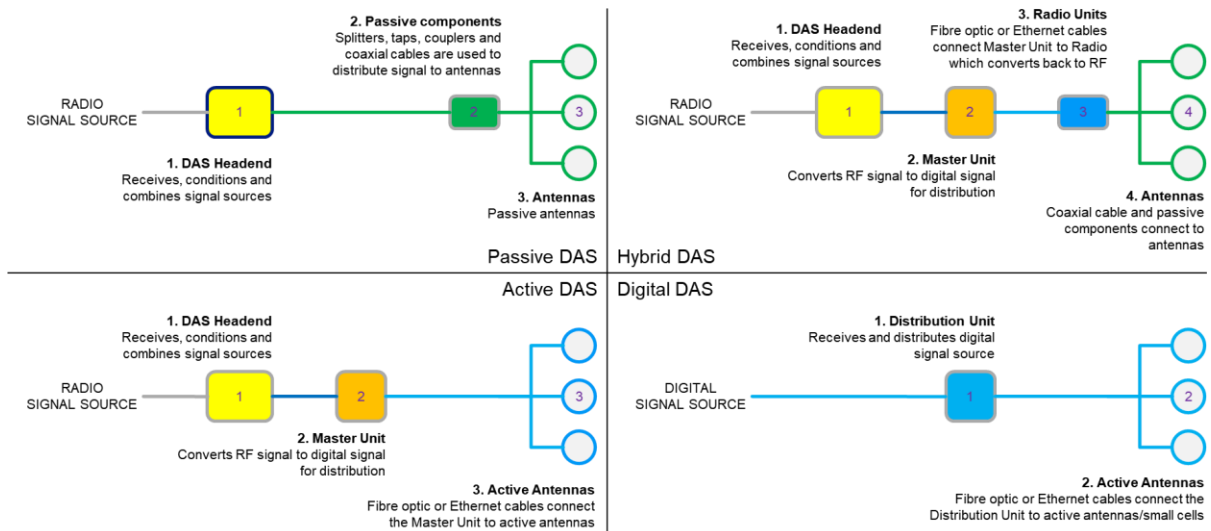 2. Passive components
Splitters, taps, couplers and
coaxial cables are used to
distribute signal to antennas
RADIO
SIGNAL SOURCE
1
2
3
1. DAS Headend
Receives, conditions and
combines signal sources
3. Antennas
Passive antennas
Passive DAS
3. Radio Units
Fibre optic or Ethernet cables
connect Master Unit to Radio
which converts back to RF
1. DAS Headend
Receives, conditions and
combines signal sources
RADIO
SIGNAL SOURCE
1
2
3
4
2. Master Unit
Converts RF signal to digital signal
for distribution
4. Antennas
Coaxial cable and passive
components connect to
antennas
Hybrid DAS
Active DAS
1. DAS Headend
Receives, conditions and
combines signal sources
RADIO
SIGNAL SOURCE
1
2
3
2. Master Unit
Converts RF signal to digital signal
for distribution
3. Active Antennas
Fibre optic or Ethernet cables connect
the Master Unit to active antennas
Digital DAS
1. Distribution Unit
Receives and distributes digital
signal source
DIGITAL
SIGNAL SOURCE
1
2
2. Active Antennas
Fibre optic or Ethernet cables connect the
Distribution Unit to active antennas/small cells